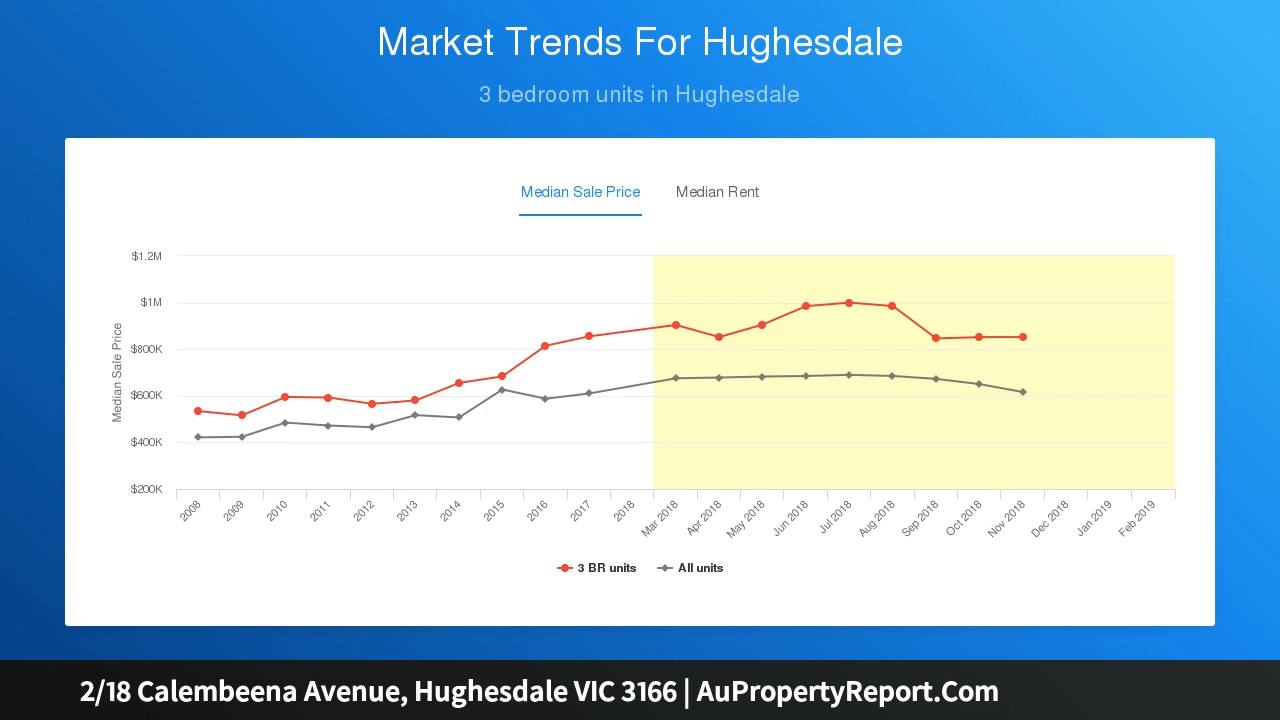 Market Trends For Hughesdale
3 bedroom units in Hughesdale
Median Sale Price Median Rent
Median Sale Price
$1.2M
$1M
$800K
$600K
$400K
$200K
2008 2009 2010 2011 2012 2013 2014 2015 2016 2017 2018 Mar 2018 Apr 2018 May 2018 Jun 2018 Jul 2018 Aug 2018 Sep 2018 Oct 2018 Nov 2018 Dec 2018 Jan 2019 Feb 2019
3 BR units All units
2/18 Calembeena Avenue, Hughesdale VIC 3166 | AuPropertyReport.Com